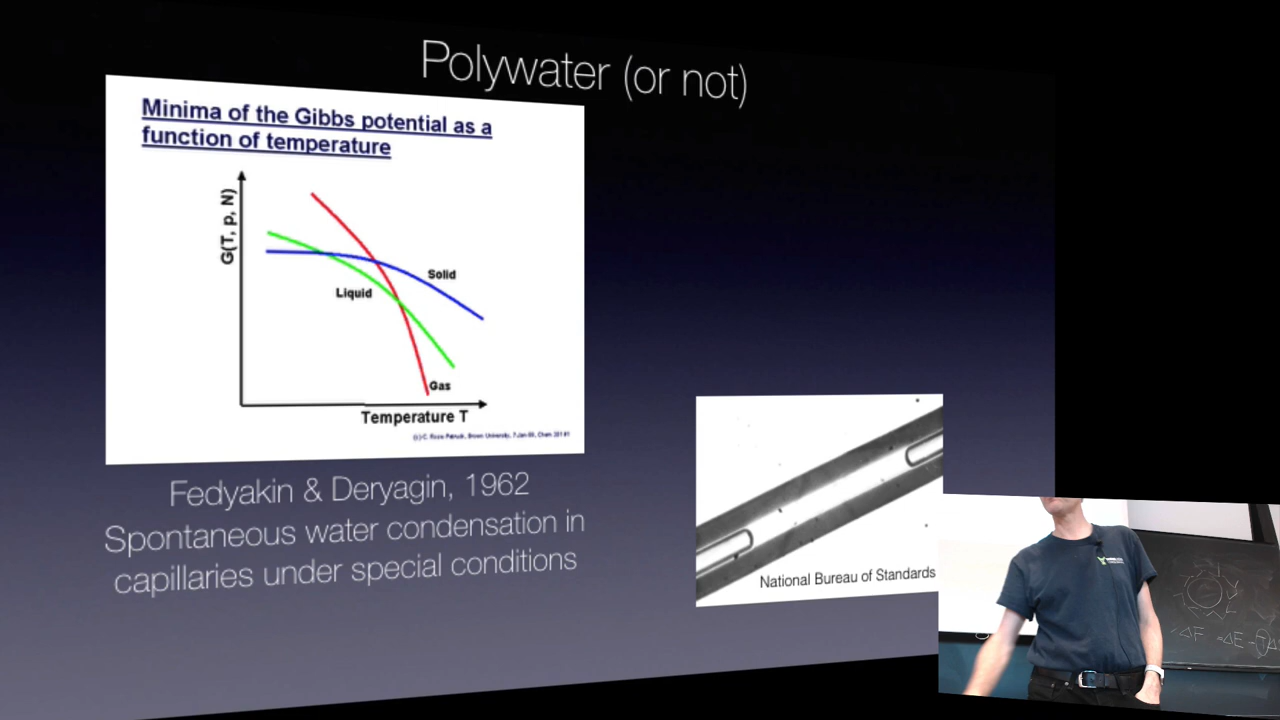 Polywater (or not)
Minima of the Gibbs potential as a
function of temperature
G(T, p, N)
Solid
Liquid
Gas
Temperature T
Fedyakin & Deryagin, 1962
Spontaneous water condensation in
capillaries under special conditions
National Bureau of Standards